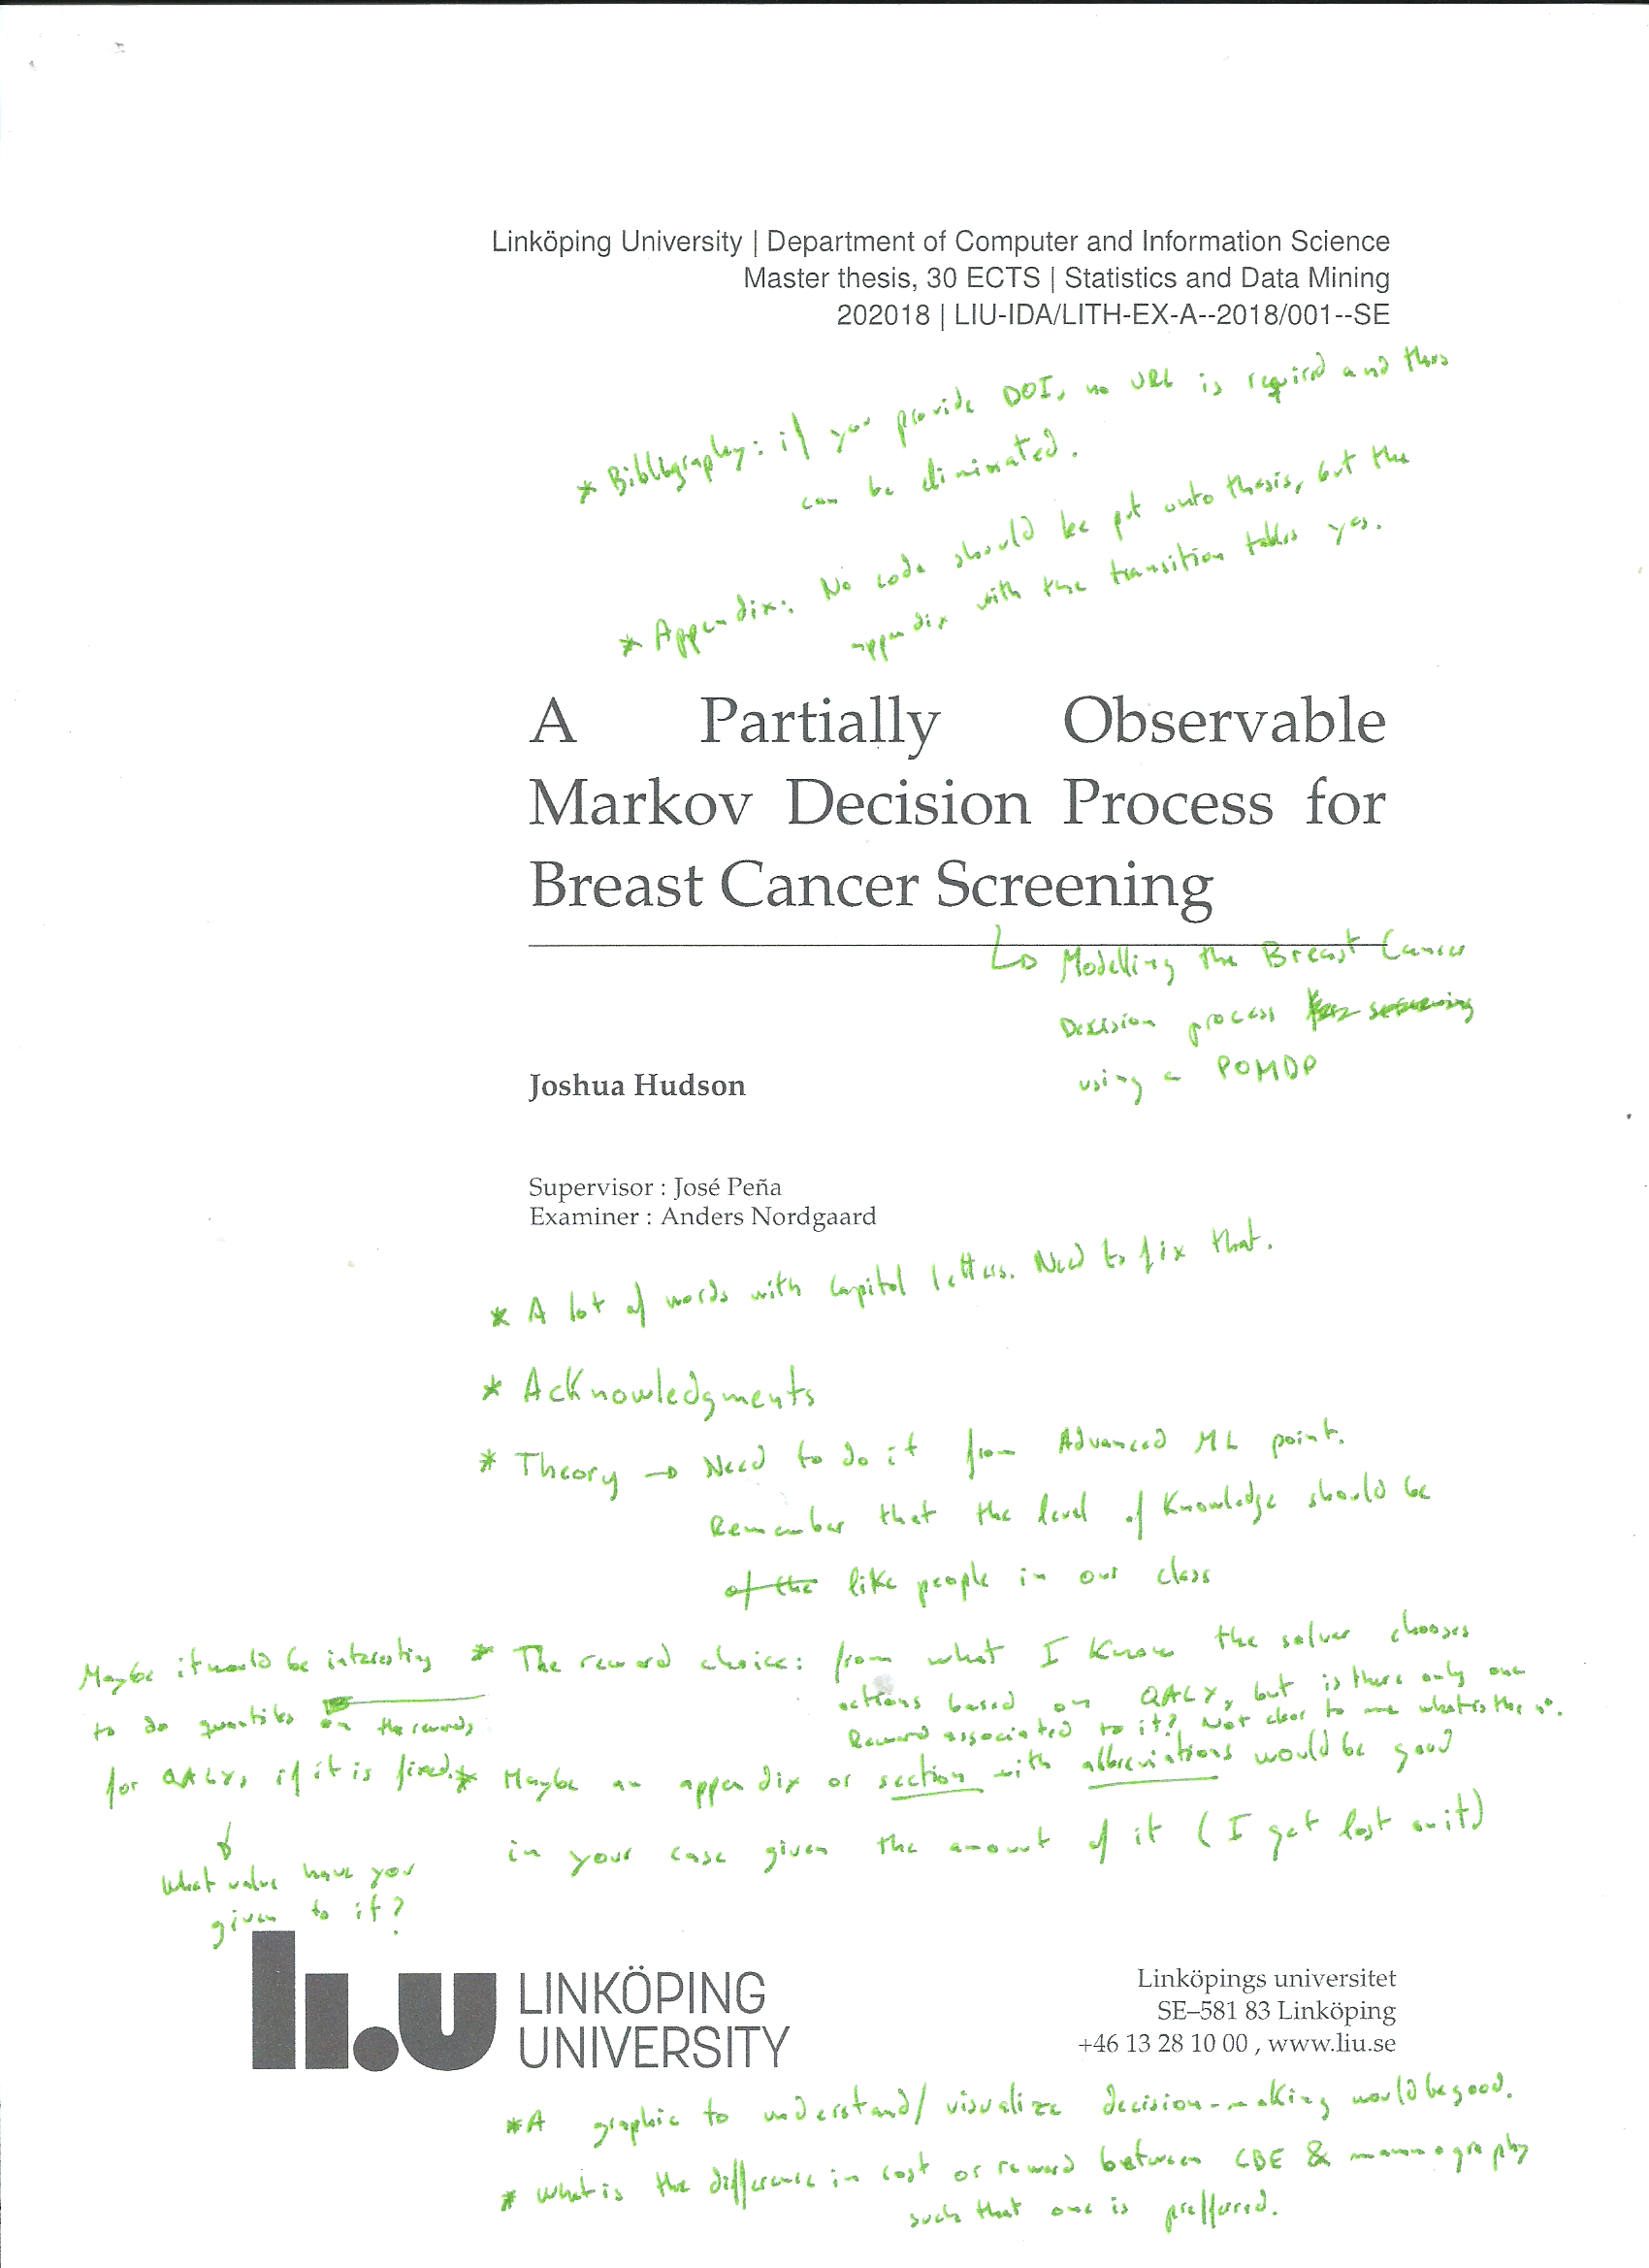 Linköping University | Department of Computer and Information Science
Master thesis, 30 ECTS | Statistics and Data Mining
202018 | LIU-IDA/LITH-EX-A--2018/001--SE
* Bibliography: if you provide DOI, no URL is required and thus
can be eliminated.
* Appendix: No code should be put onto thesis, but the
appendix with the transition tables yes.
A Partially Observable
Markov Decision Process for
Breast Cancer Screening
↳ Modelling the Breast Cancer
Decision process
using a POMDP
Joshua Hudson
Supervisor : José Peña
Examiner : Anders Nordgaard
* A lot of words with capital letters. Need to fix that.
* Acknowledgments
* Theory → Need to do it from Advanced ML point.
Remember that the level of knowledge should be
of the like people in our class
* The reward choice: from what I know the solver chooses
actions based on QALY, but is there only one
Reward associated to it? Not clear to me what is the nº.
Maybe it would be interesting
to do quantiles on the rewards
for QALY, if it is fixed.
↓
What value have you
given to it?
* Maybe an appendix or section with abbreviations would be good
in your case given the amount of it (I get lost on it)
li.u LINKÖPING
UNIVERSITY
Linköpings universitet
SE–581 83 Linköping
+46 13 28 10 00 , www.liu.se
* A graphic to understand/visualize decision-making would be good.
* What is the difference in cost or reward between CBE & mammography
such that one is preffered.